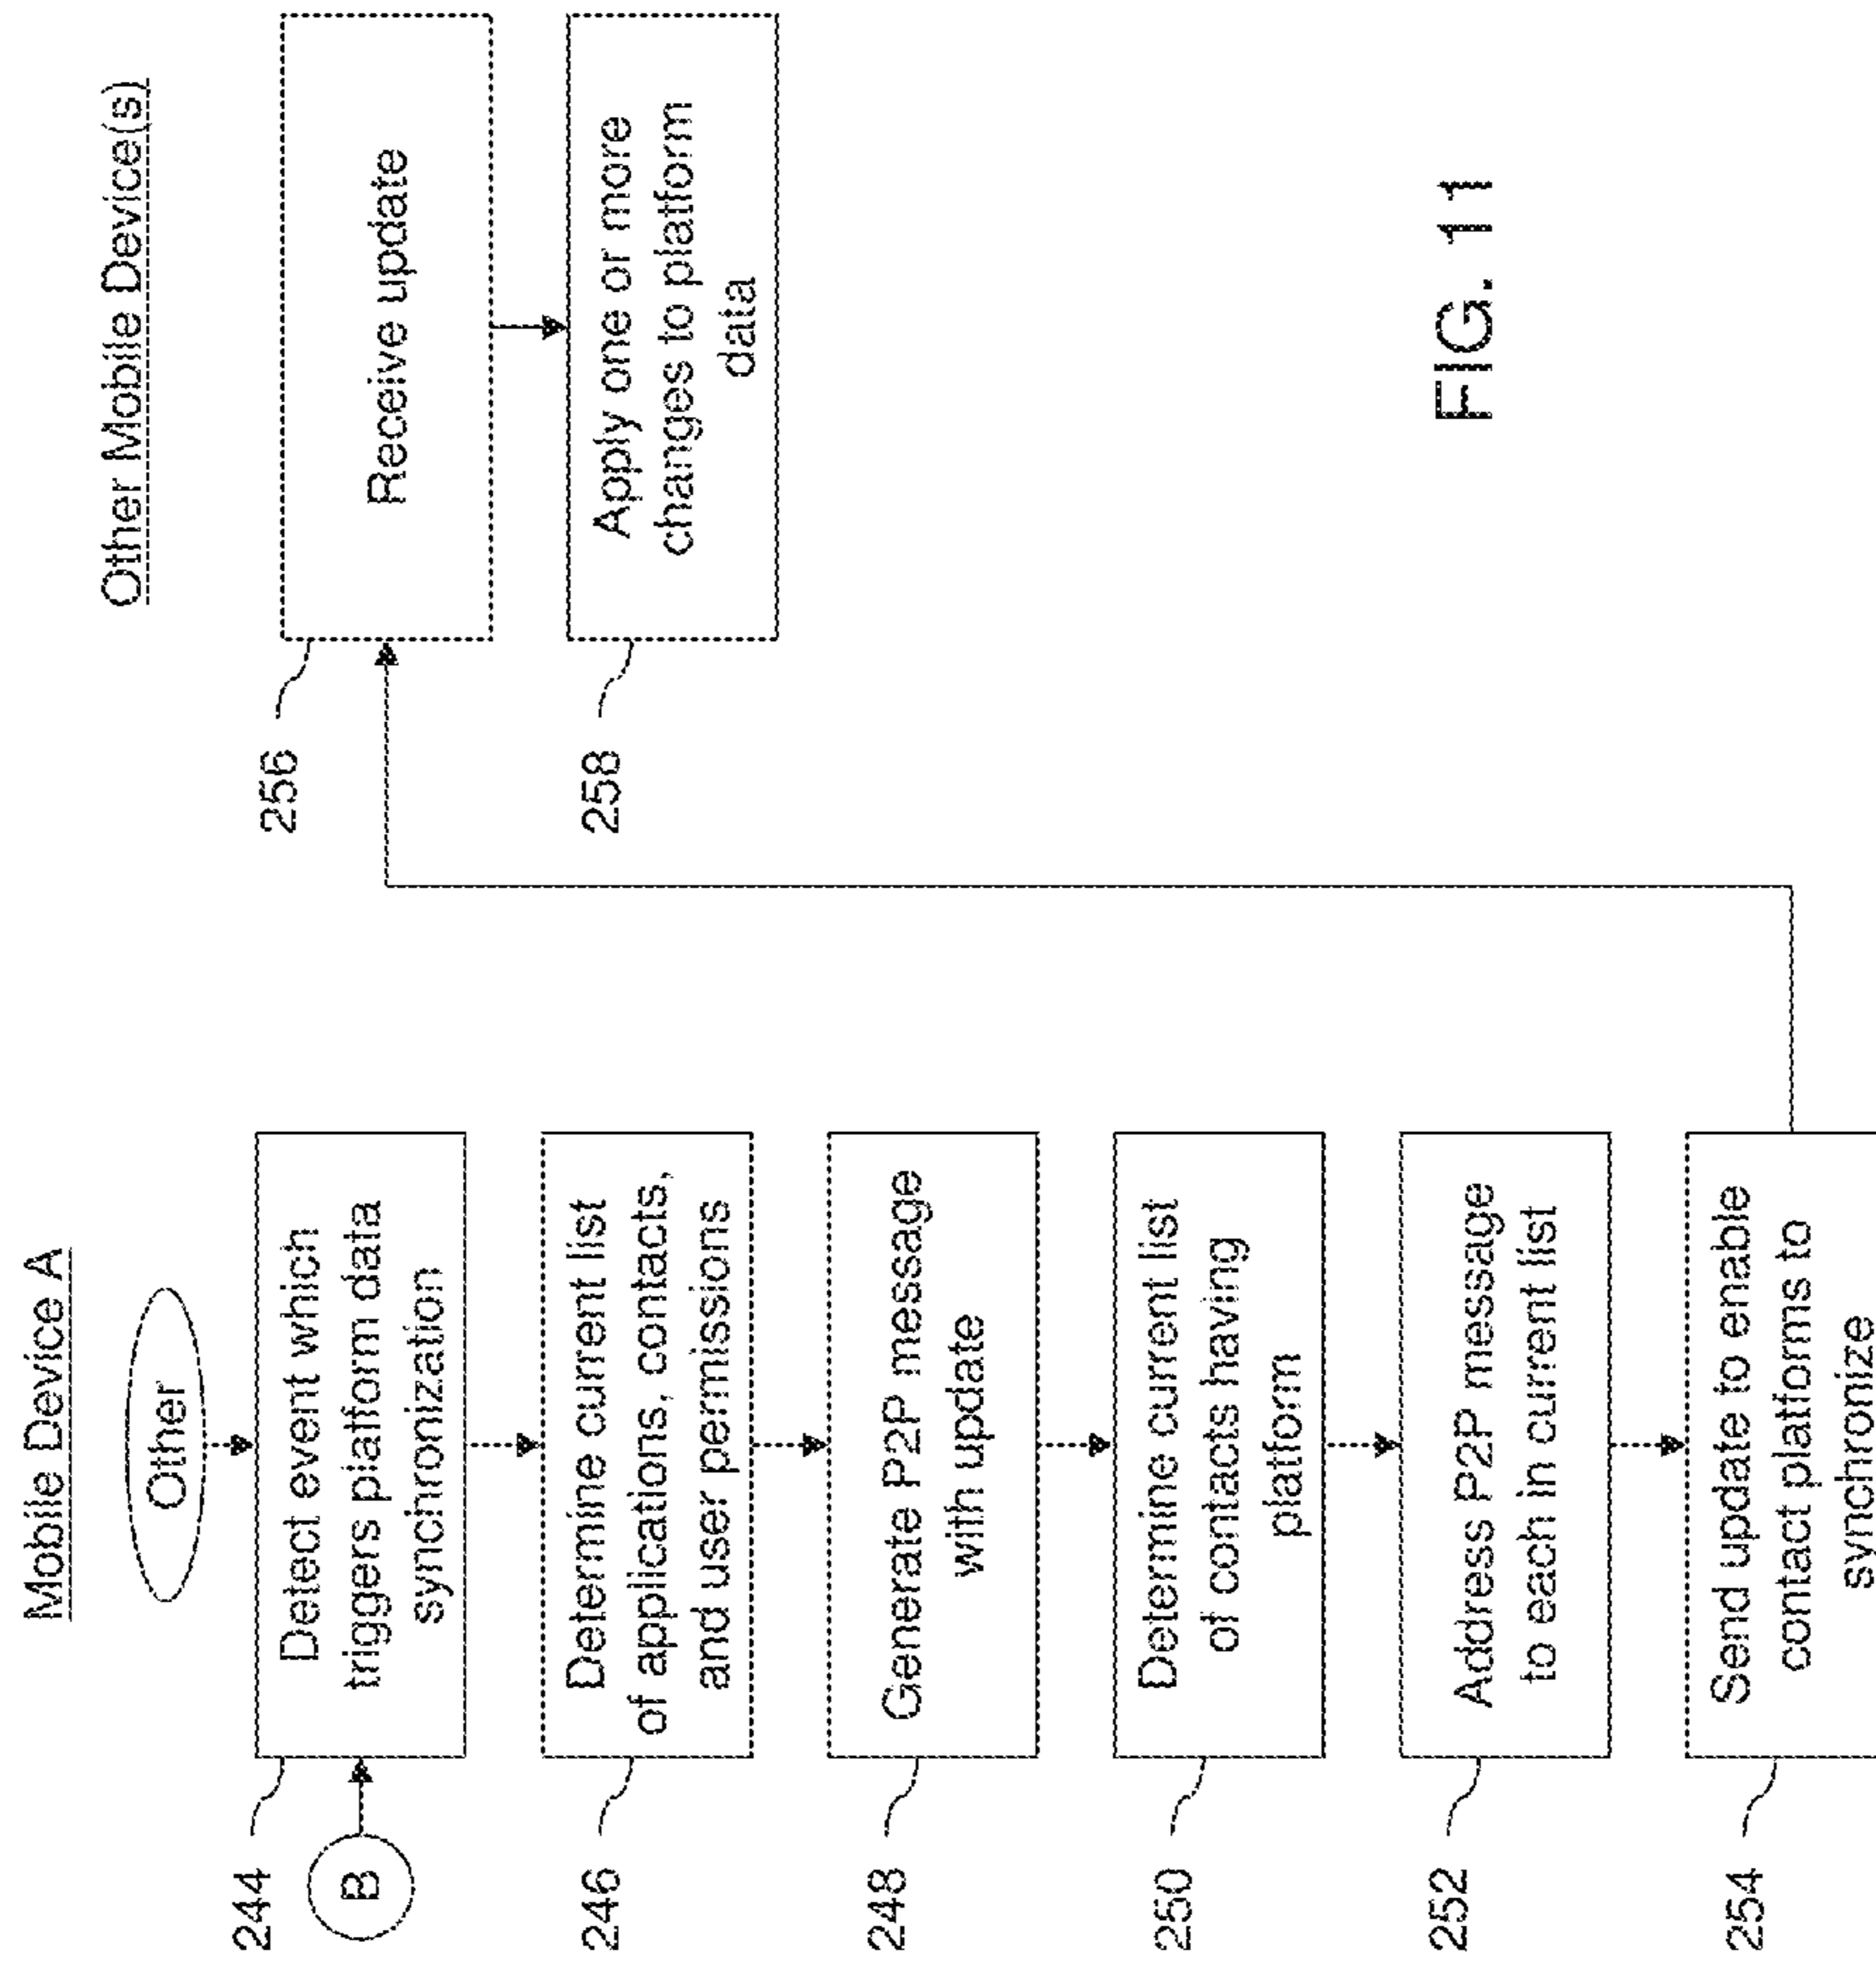 Mobile Device A
Other
244
B
Detect event which
triggers platform data
synchronization
246
Determine current list
of applications, contacts,
and user permissions
248
Generate P2P message
with update
250
Determine current list
of contacts having
platform
252
Address P2P message
to each in current list
254
Send update to enable
contact platforms to
synchronize
Other Mobile Device(s)
256
Receive update
258
Apply one or more
changes to platform
data
FIG. 11